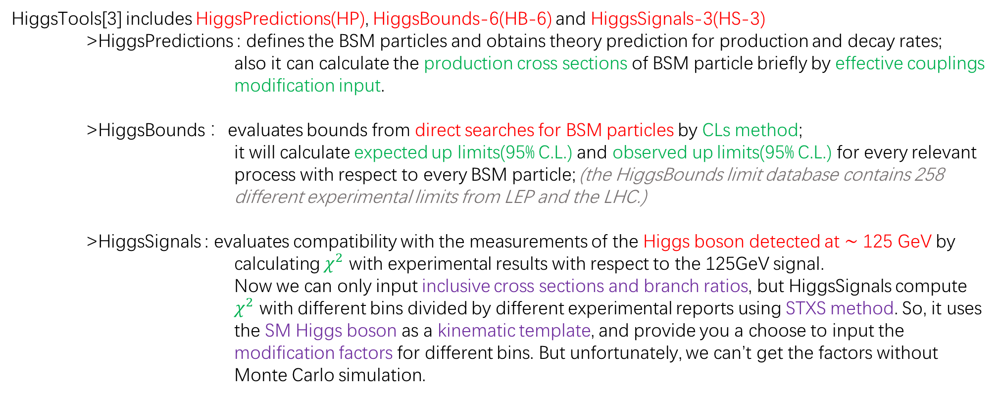 HiggsTools[3] includes HiggsPredictions(HP), HiggsBounds-6(HB-6) and HiggsSignals-3(HS-3)
>HiggsPredictions : defines the BSM particles and obtains theory prediction for production and decay rates;
also it can calculate the production cross sections of BSM particle briefly by effective couplings
modification input.
>HiggsBounds : evaluates bounds from direct searches for BSM particles by CLs method;
it will calculate expected up limits(95% C.L.) and observed up limits(95% C.L.) for every relevant
process with respect to every BSM particle; (the HiggsBounds limit database contains 258
different experimental limits from LEP and the LHC.)
>HiggsSignals : evaluates compatibility with the measurements of the Higgs boson detected at ~ 125 GeV by
calculating χ² with experimental results with respect to the 125GeV signal.
Now we can only input inclusive cross sections and branch ratios, but HiggsSignals compute
χ² with different bins divided by different experimental reports using STXS method. So, it uses
the SM Higgs boson as a kinematic template, and provide you a choose to input the
modification factors for different bins. But unfortunately, we can't get the factors without
Monte Carlo simulation.